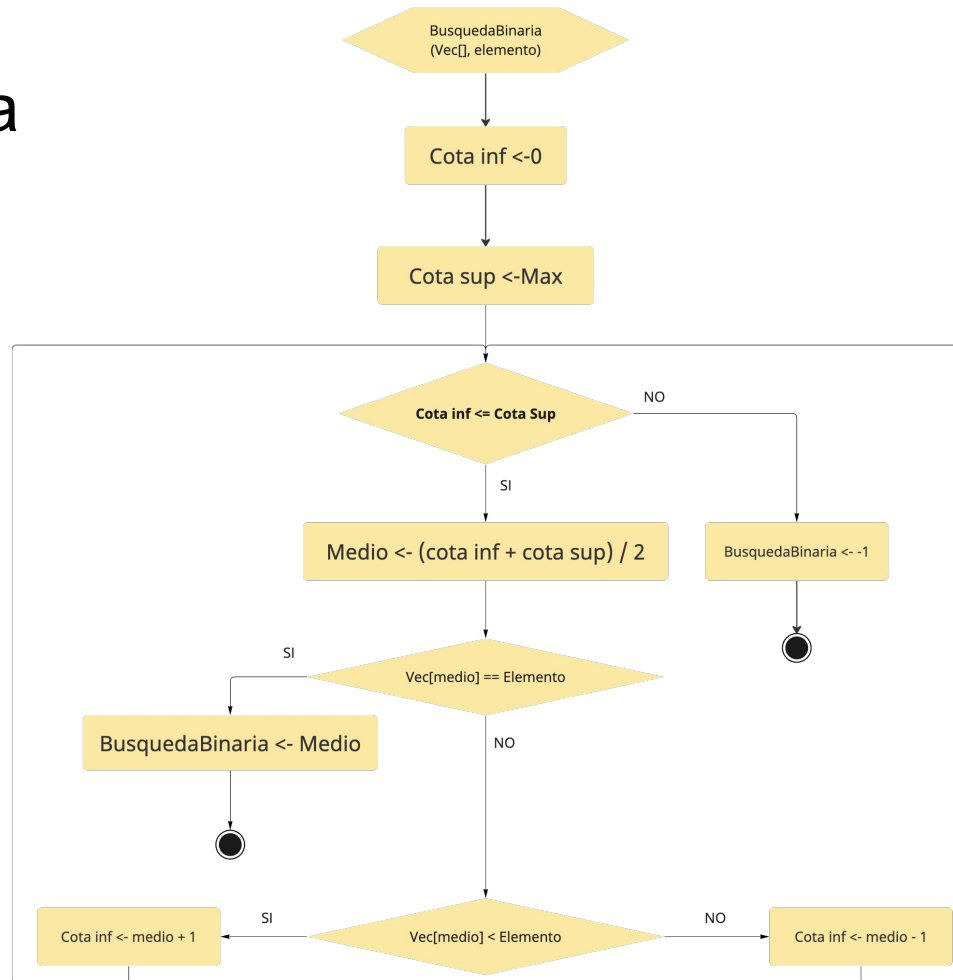 BusquedaBinaria
(Vec[], elemento)
a
Cota inf <-0
Cota sup <-Max
Cota inf <= Cota Sup
NO
SI
Medio <- (cota inf + cota sup) / 2
BusquedaBinaria <- -1
SI
Vec[medio] == Elemento
BusquedaBinaria <- Medio
NO
Cota inf <- medio + 1
SI
Vec[medio] < Elemento
NO
Cota inf <- medio - 1